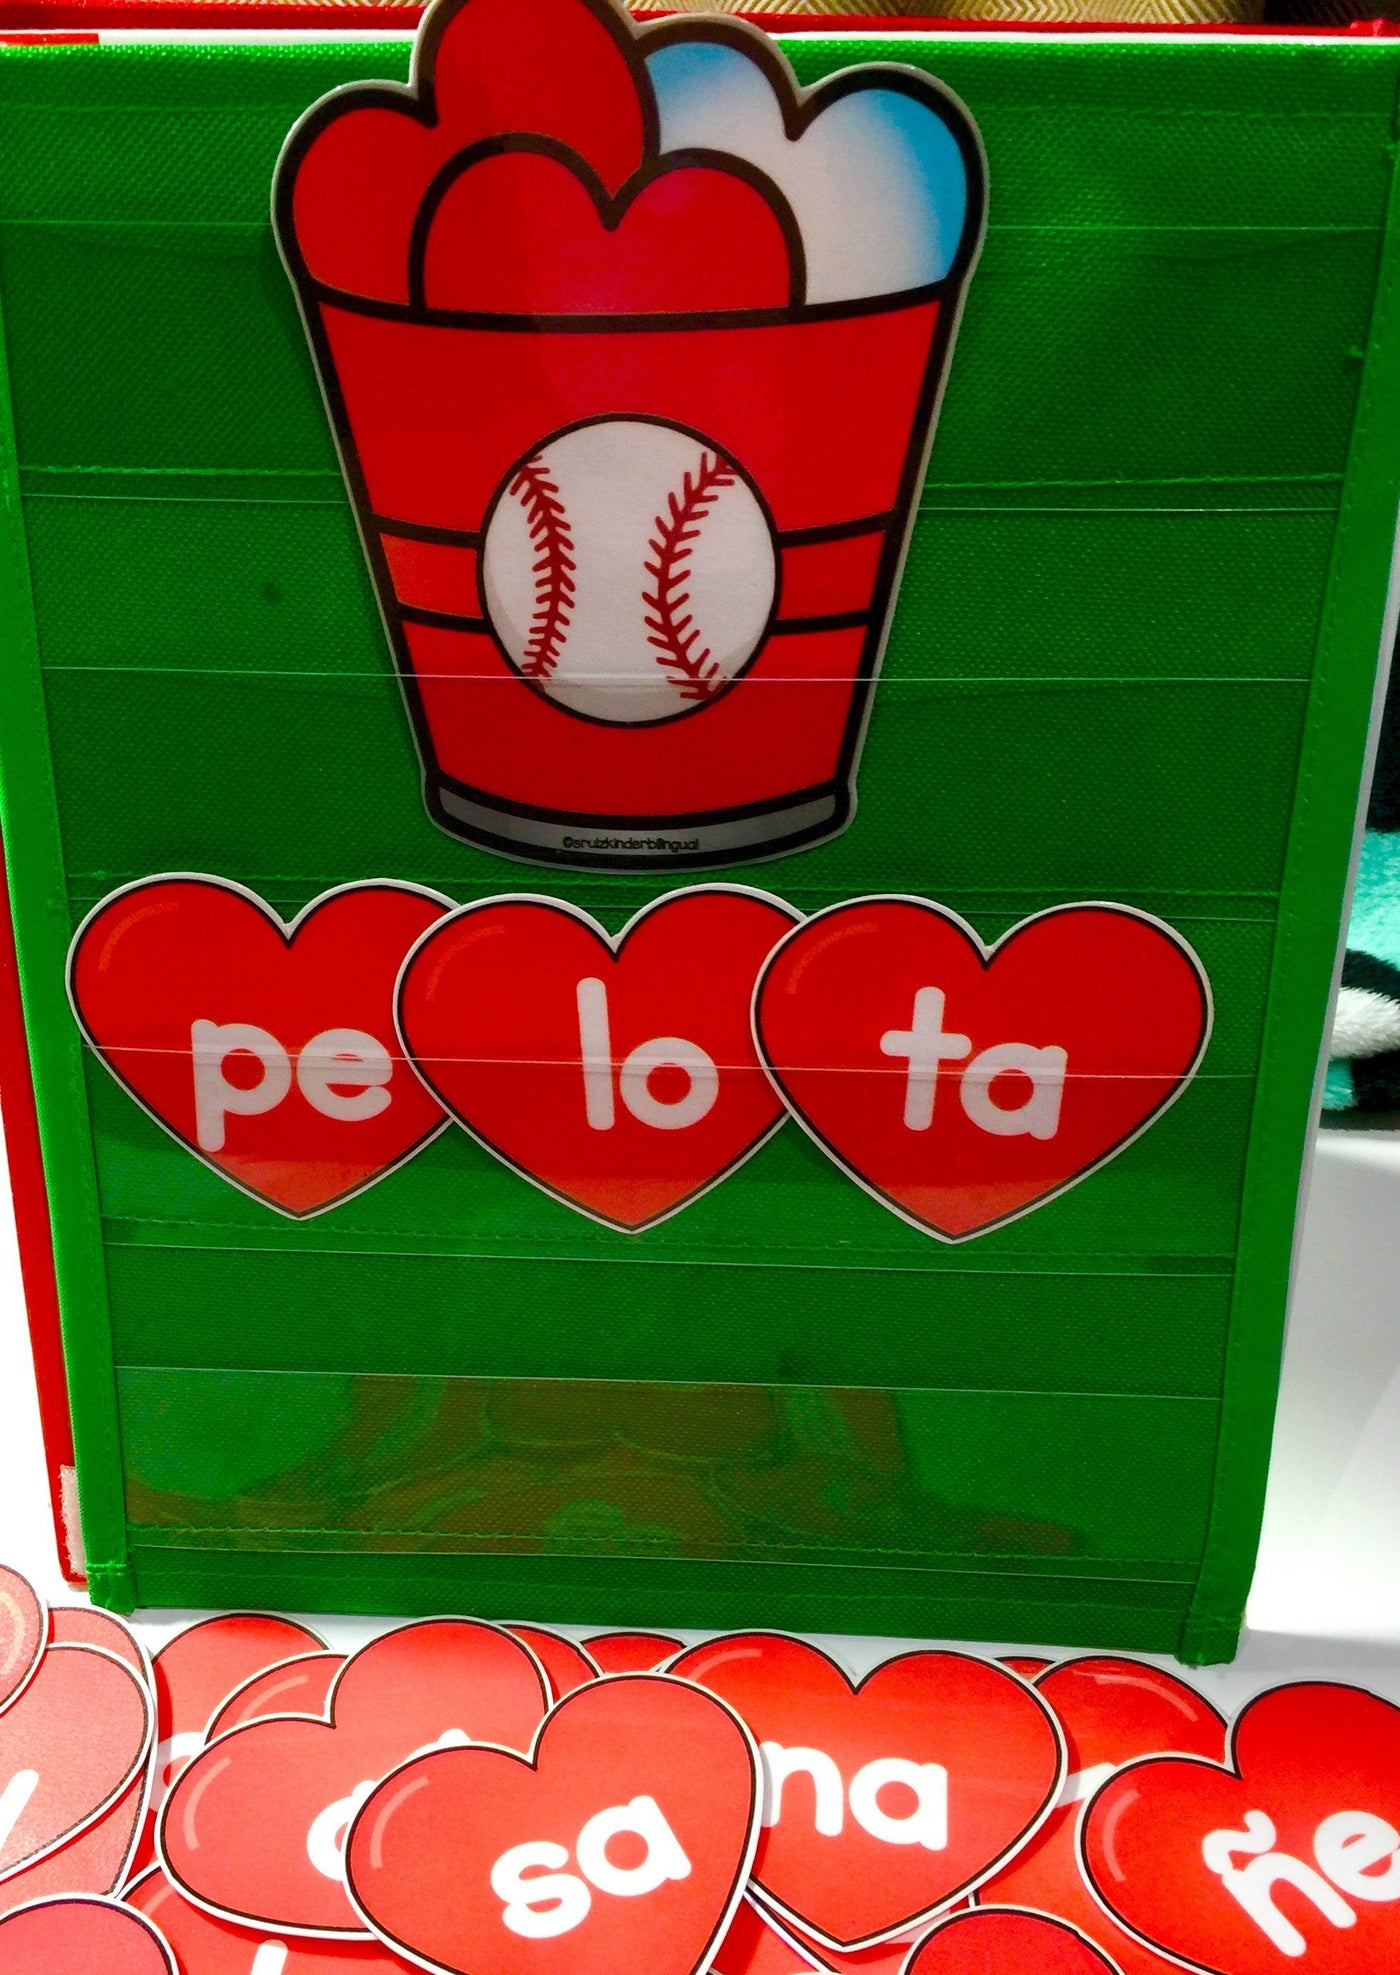 ©sruizkinderbilingual
pe lo ta
na
sa
ñe